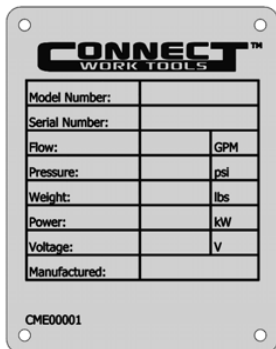 CONNECT™
WORK TOOLS
Model Number:
Serial Number:
Flow: GPM
Pressure: psi
Weight: lbs
Power: kW
Voltage: V
Manufactured:
CME00001